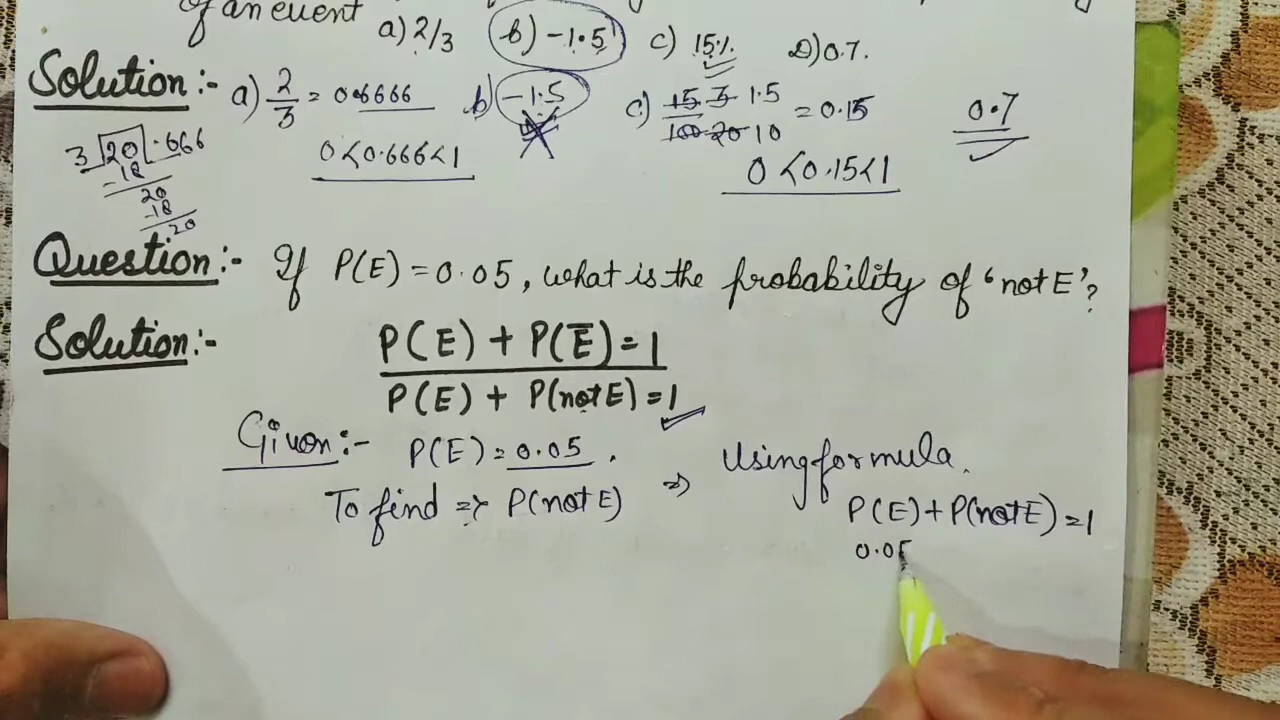 of an event a) 2/3 b) -1.5 c) 15% D) 0.7.
Solution:- a) 2/3 = 0.6666 b) -1.5 c) 15/100 3/20 1.5/10 = 0.15 0.7
3 20 .666
0<0.666<1
0<0.15<1
-18
20
-18
20
Question:- If P(E) = 0.05, what is the probability of 'not E'?
Solution:- P(E) + P(E̅) = 1
P(E) + P(not E) = 1
Given:- P(E) = 0.05.
Using formula.
To find => P(not E) =>
P(E) + P(not E) = 1
0.05